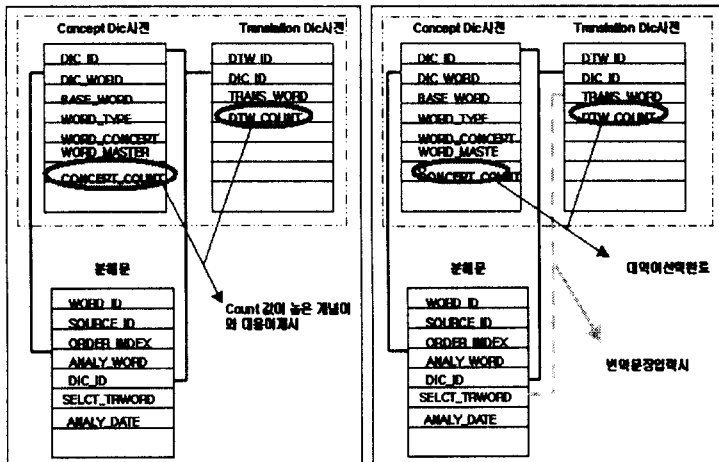 Concept Dic사전
Translation Dic사전
DIC_ID
DIC_WORD
BASE_WORD
WORD_TYPE
WORD_CONCEPT
WORD_MASTER
CONCEPT_COUNT
DTW_ID
DIC_ID
TRANS_WORD
DTW_COUNT
분해문
WORD_ID
SOURCE_ID
ORDER_INDEX
ANALY_WORD
DIC_ID
SELCT_TRWORD
ANALY_DATE
Count 값이 높은 개념어
와 대응어게시
Concept Dic사전
Translation Dic사전
DIC_ID
DIC_WORD
BASE_WORD
WORD_TYPE
WORD_CONCEPT
WORD_MASTE
CONCEPT_COUNT
DTW_ID
DIC_ID
TRANS_WORD
DTW_COUNT
대역어선택완료
분해문
WORD_ID
SOURCE_ID
ORDER_INDEX
ANALY_WORD
DIC_ID
SELCT_TRWORD
ANALY_DATE
번역문장입력시